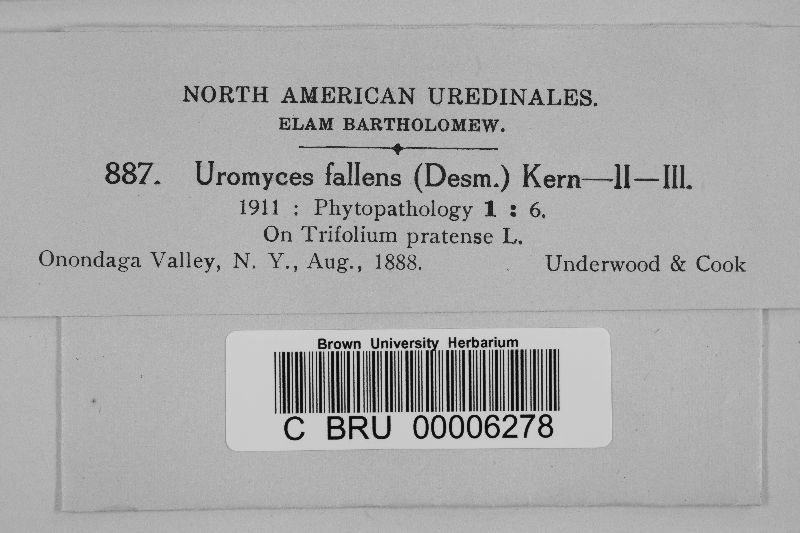 NORTH AMERICAN UREDINALES.
ELAM BARTHOLOMEW.
887. Uromyces fallens (Desm.) Kern—II—III.
1911 : Phytopathology 1 : 6.
On Trifolium pratense L.
Onondaga Valley, N. Y., Aug., 1888. Underwood & Cook
Brown University Herbarium
C BRU 00006278